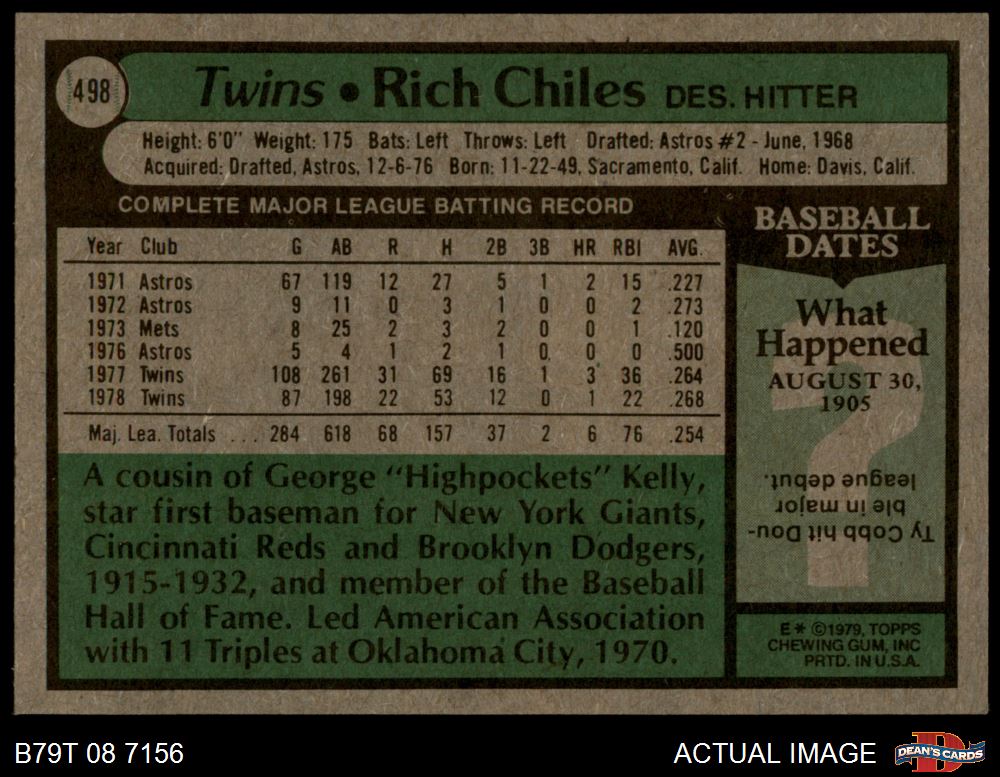 498
Twins • Rich Chiles DES. HITTER
Height: 6'0" Weight: 175 Bats: Left Throws: Left Drafted: Astros #2 - June, 1968
Acquired: Drafted, Astros, 12-6-76 Born: 11-22-49, Sacramento, Calif. Home: Davis, Calif.
COMPLETE MAJOR LEAGUE BATTING RECORD
Year Club G AB R H 2B 3B HR RBI AVG.
1971 Astros 67 119 12 27 5 1 2 15 .227
1972 Astros 9 11 0 3 1 0 0 2 .273
1973 Mets 8 25 2 3 2 0 0 1 .120
1976 Astros 5 4 1 2 1 0 0 0 .500
1977 Twins 108 261 31 69 16 1 3 36 .264
1978 Twins 87 198 22 53 12 0 1 22 .268
Maj. Lea. Totals ... 284 618 68 157 37 2 6 76 .254
A cousin of George "Highpockets" Kelly,
star first baseman for New York Giants,
Cincinnati Reds and Brooklyn Dodgers,
1915-1932, and member of the Baseball
Hall of Fame. Led American Association
with 11 Triples at Oklahoma City, 1970.
BASEBALL
DATES
What
Happened
AUGUST 30,
1905
Ty Cobb hit Dou-
ble in major
league debut.
E* ©1979, TOPPS
CHEWING GUM, INC
PRTD. IN U.S.A.
B79T 08 7156
ACTUAL IMAGE
DEAN'S CARDS